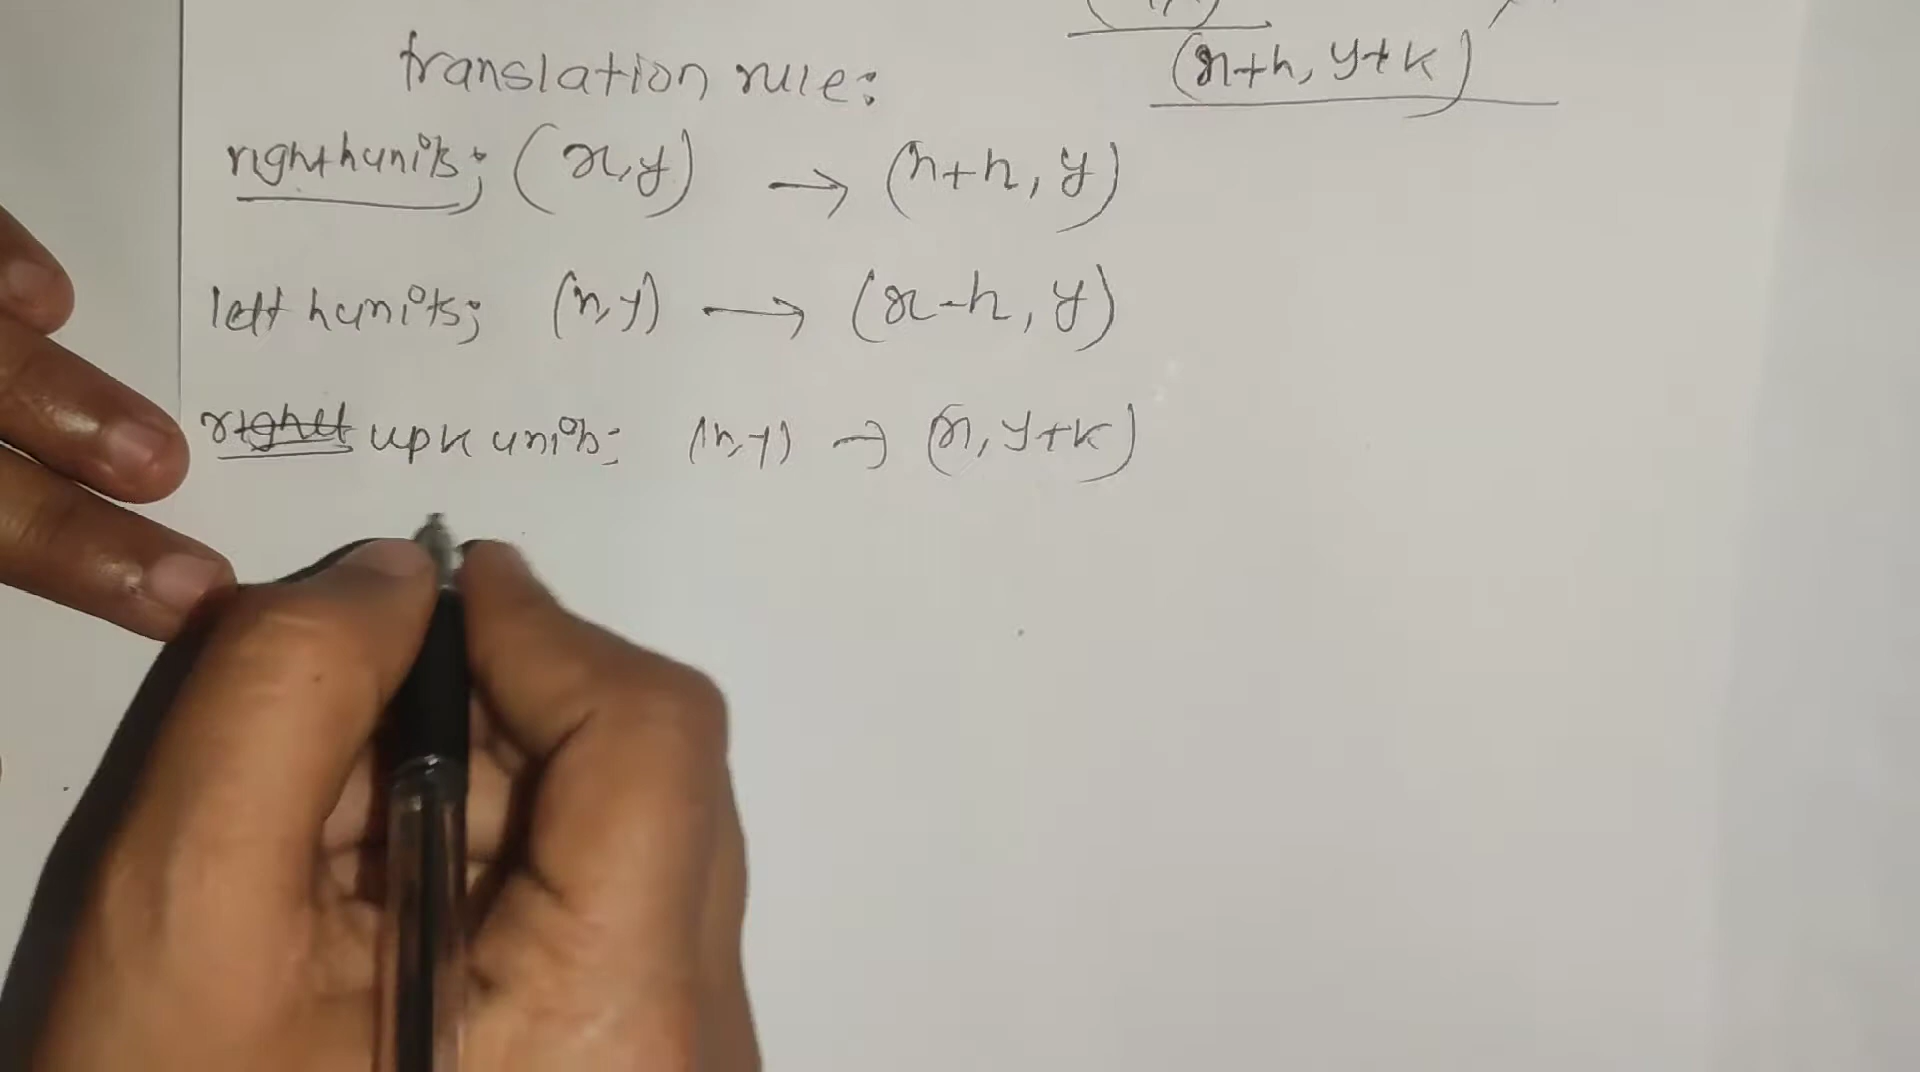 (x+h, y+k)
translation rule:
right h units; (x,y) → (x+h, y)
left h units; (x,y) → (x-h, y)
up k units: (x,y) → (x, y+k)